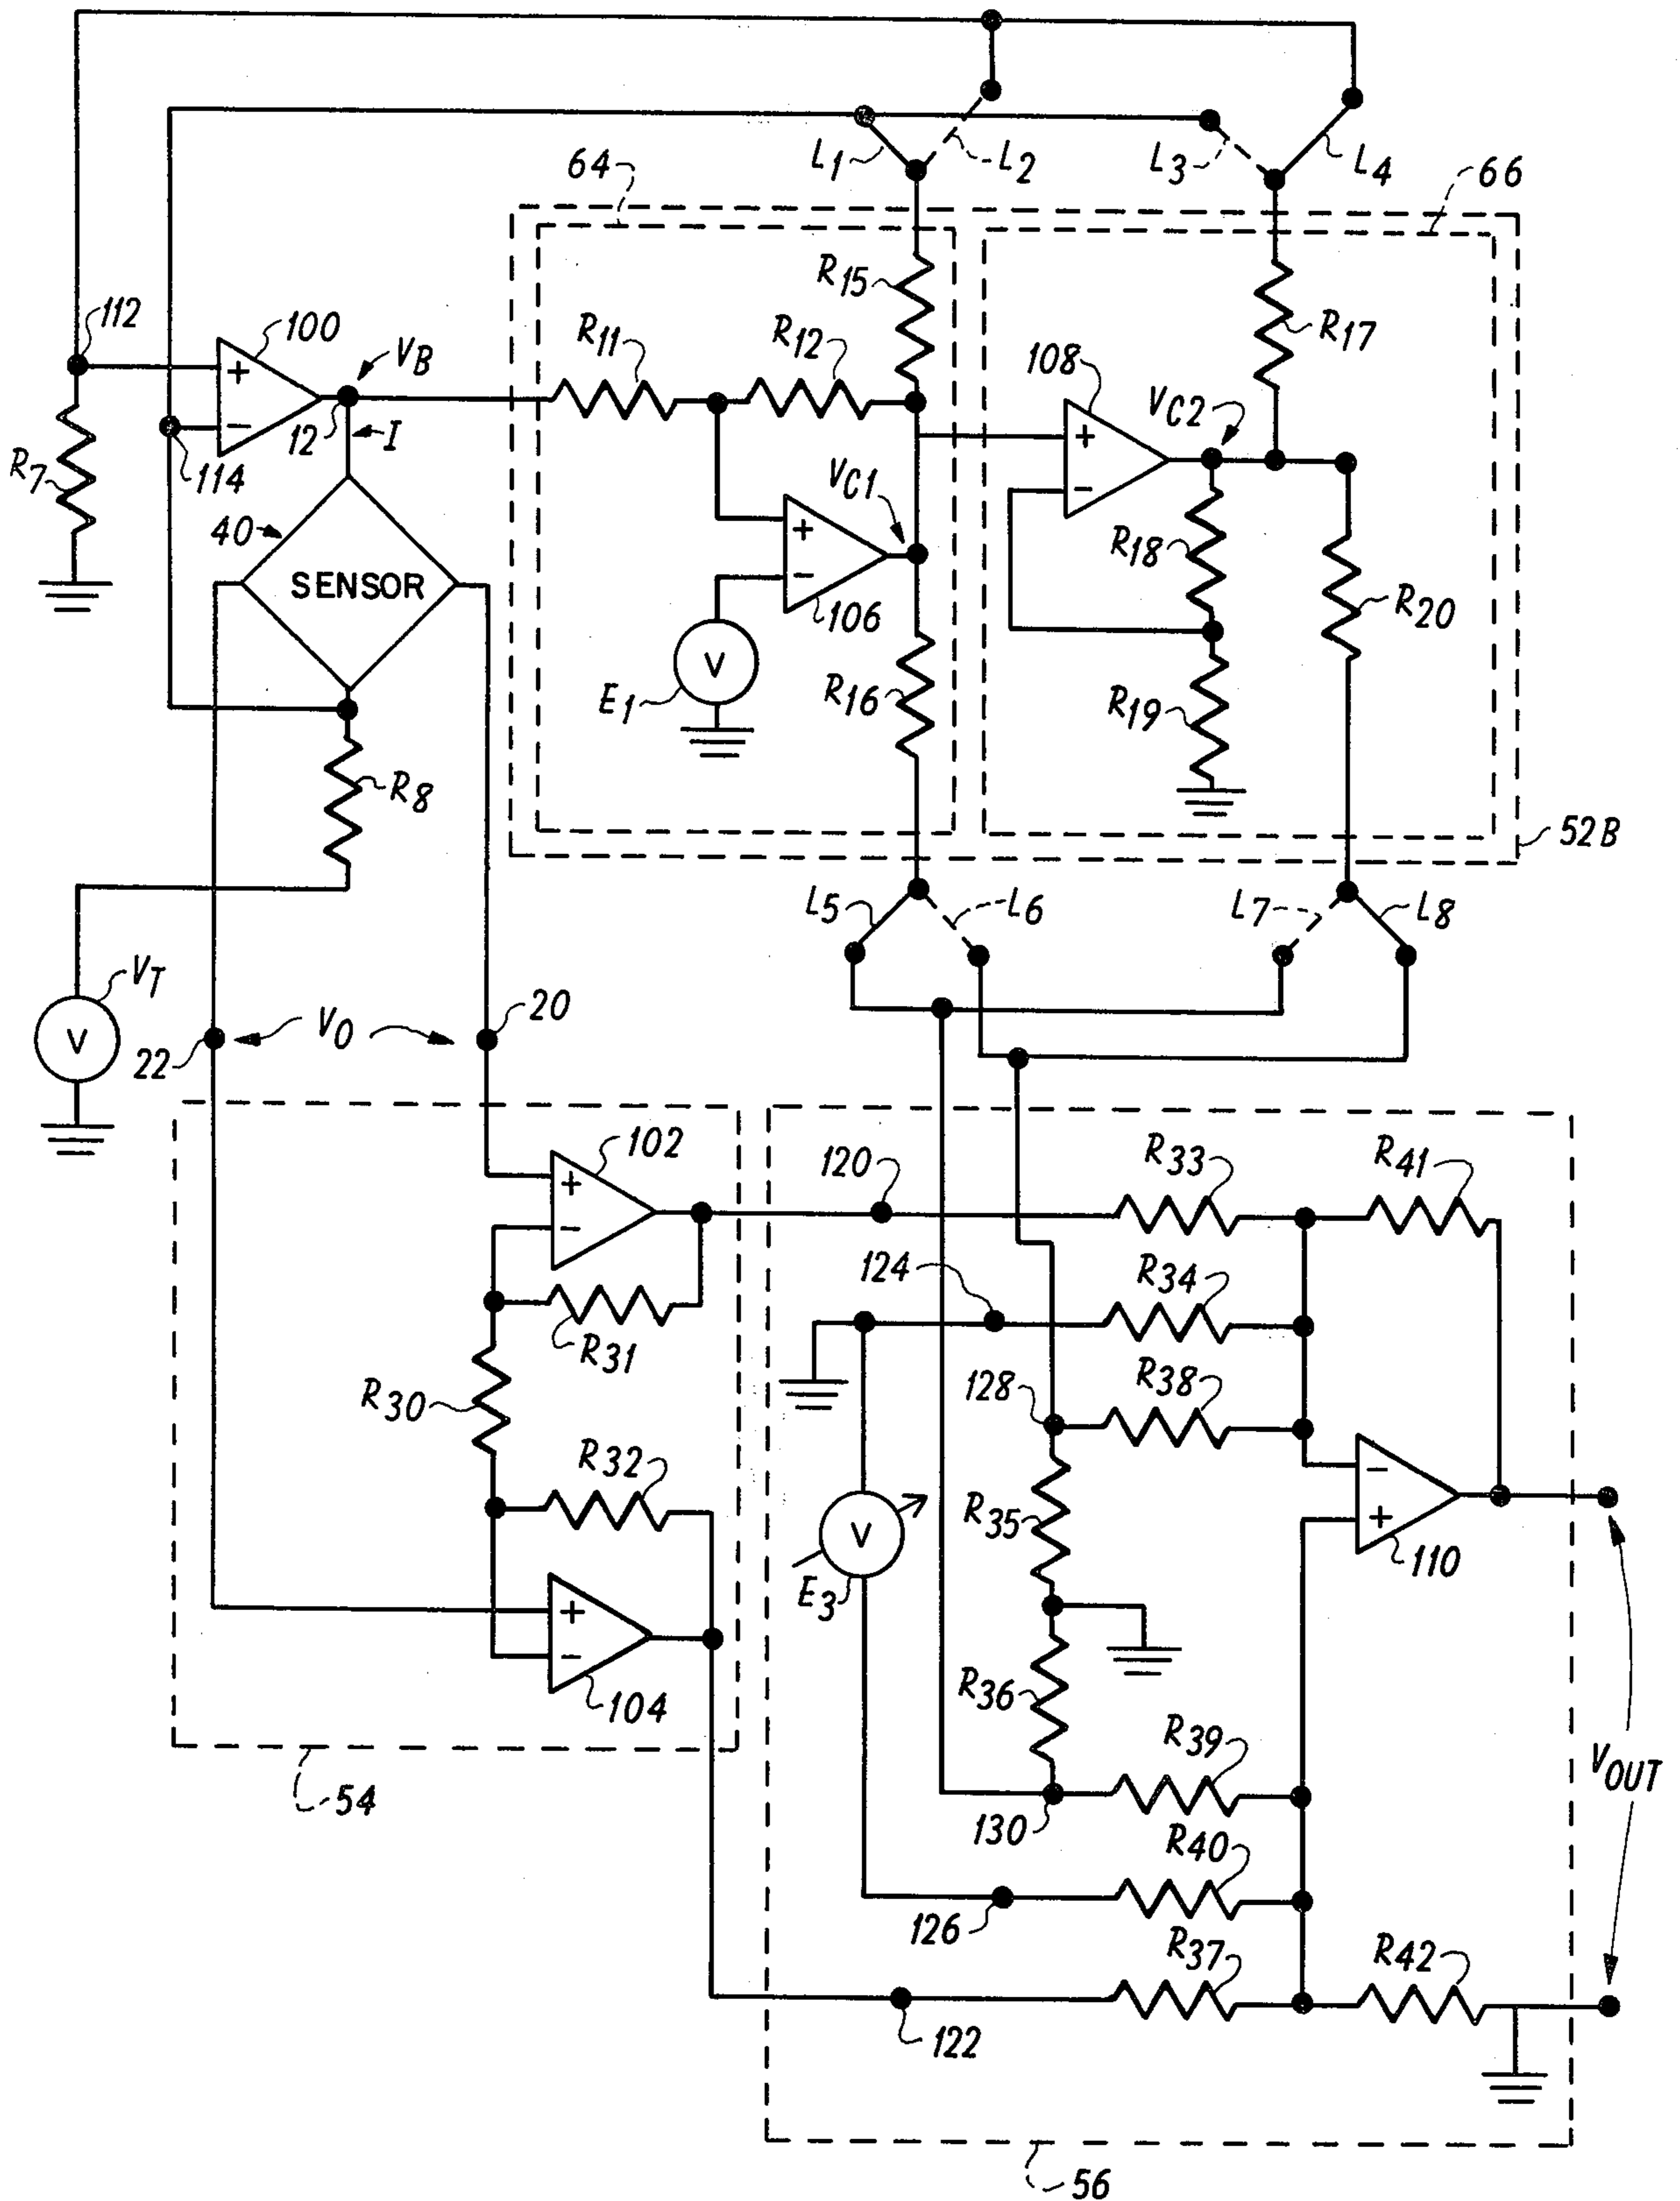 L1
L2
L3
L4
64
66
R15
R17
112
100
VB
R11
R12
108
VC2
+
−
12
I
114
R7
40
SENSOR
VC1
+
−
106
+
−
R18
R20
V
E1
R16
R19
R8
52B
L5
L6
L7
L8
VT
V
22
VO
20
102
120
R33
R41
+
−
124
R34
R31
128
R38
R30
R32
R35
−
+
110
V
E3
+
−
104
R36
R39
VOUT
54
130
R40
126
R37
R42
122
56